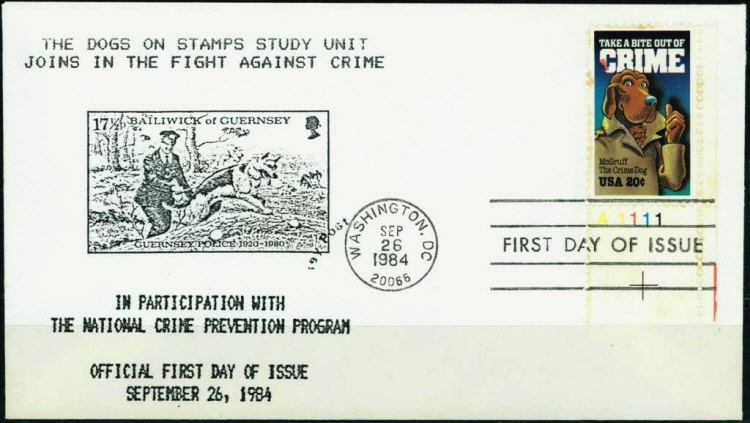 THE DOGS ON STAMPS STUDY UNIT
JOINS IN THE FIGHT AGAINST CRIME
17½ BAILIWICK of GUERNSEY
GUERNSEY POLICE 1920-1980
IN PARTICIPATION WITH
THE NATIONAL CRIME PREVENTION PROGRAM
OFFICIAL FIRST DAY OF ISSUE
SEPTEMBER 26, 1984
WASHINGTON, DC
SEP
26
1984
20066
TAKE A BITE OUT OF
CRIME
McGruff
The Crime Dog
USA 20¢
A 1111
FIRST DAY OF ISSUE